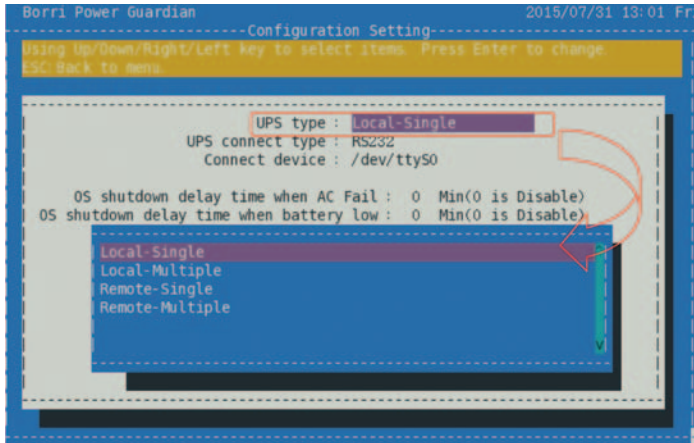 Borri Power Guardian 2015/07/31 13:01 Fr
Configuration Setting
Using Up/Down/Right/Left key to select items. Press Enter to change.
ESC:Back to menu.
UPS type : Local-Single
UPS connect type : RS232
Connect device : /dev/ttyS0
OS shutdown delay time when AC Fail : 0 Min(0 is Disable)
OS shutdown delay time when battery low : 0 Min(0 is Disable)
Local-Single
Local-Multiple
Remote-Single
Remote-Multiple